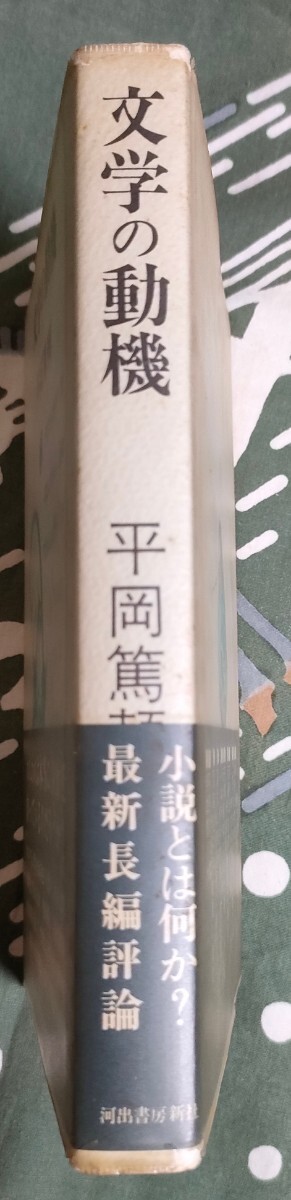 文学の動機
平岡篤頼
小説とは何か？
最新長編評論
河出書房新社